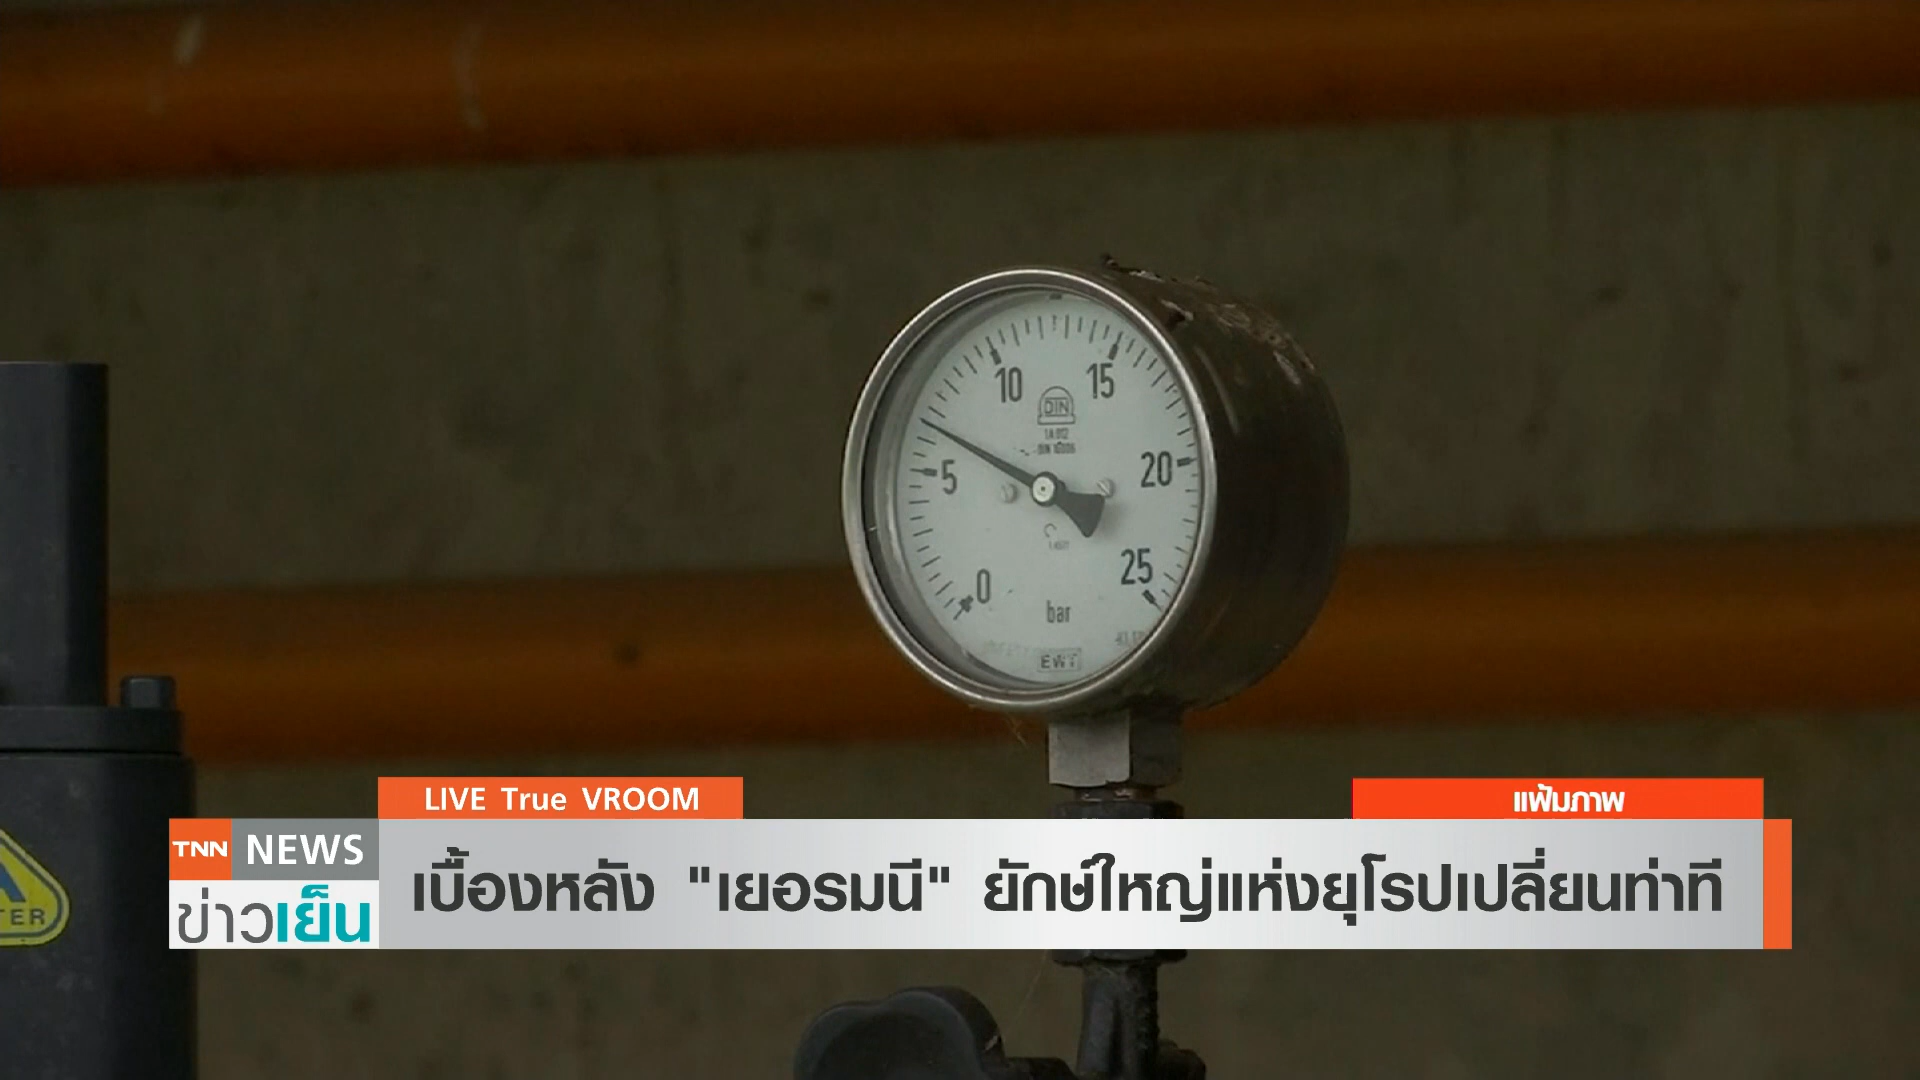 10
15
DIN
5
20
0
25
bar
EWT
LIVE True VROOM
แฟ้มภาพ
TNN NEWS
ข่าวเย็น
เบื้องหลัง "เยอรมนี" ยักษ์ใหญ่แห่งยุโรปเปลี่ยนท่าที
TER